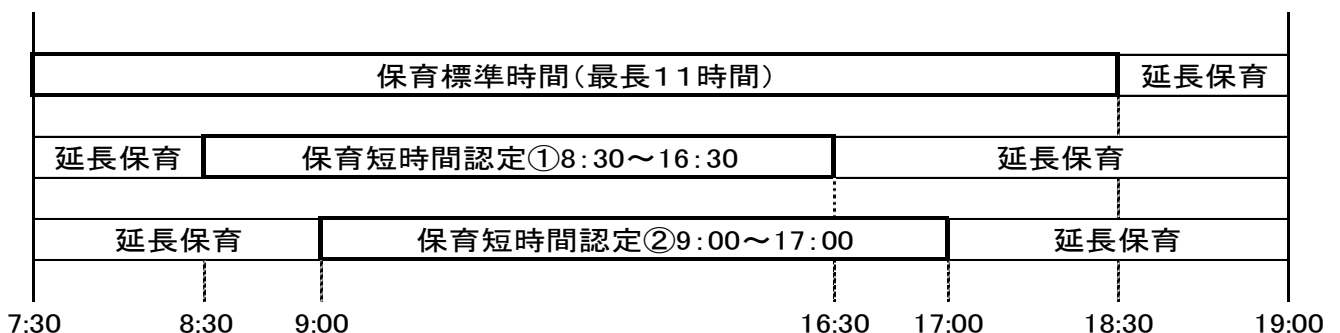 保育標準時間(最長11時間) 延長保育
延長保育 保育短時間認定①8:30~16:30 延長保育
延長保育 保育短時間認定②9:00~17:00 延長保育
7:30 8:30 9:00 16:30 17:00 18:30 19:00